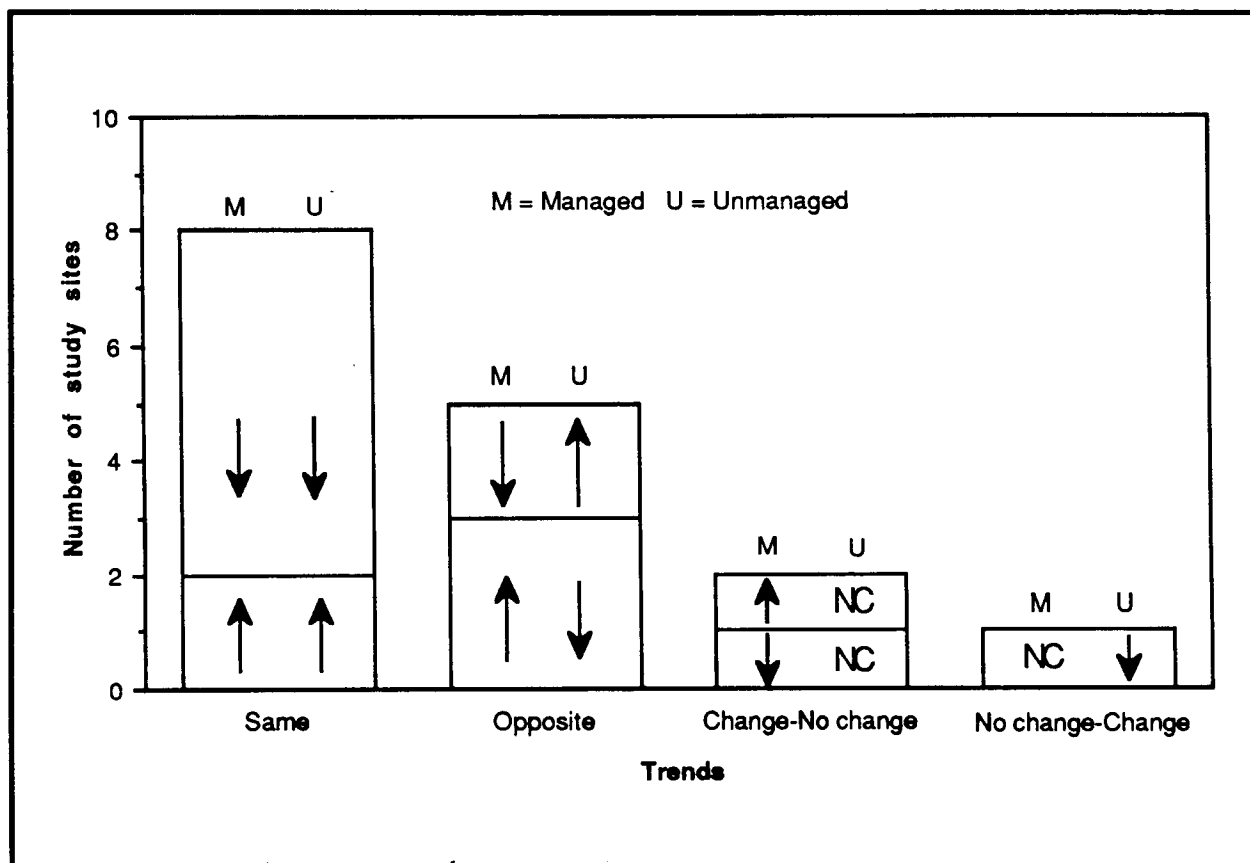 10
M = Managed U = Unmanaged
M U
8
Number of study sites
6
M U
4
M U
NC
2
M U
NC
NC
0
Same Opposite Change-No change No change-Change
Trends